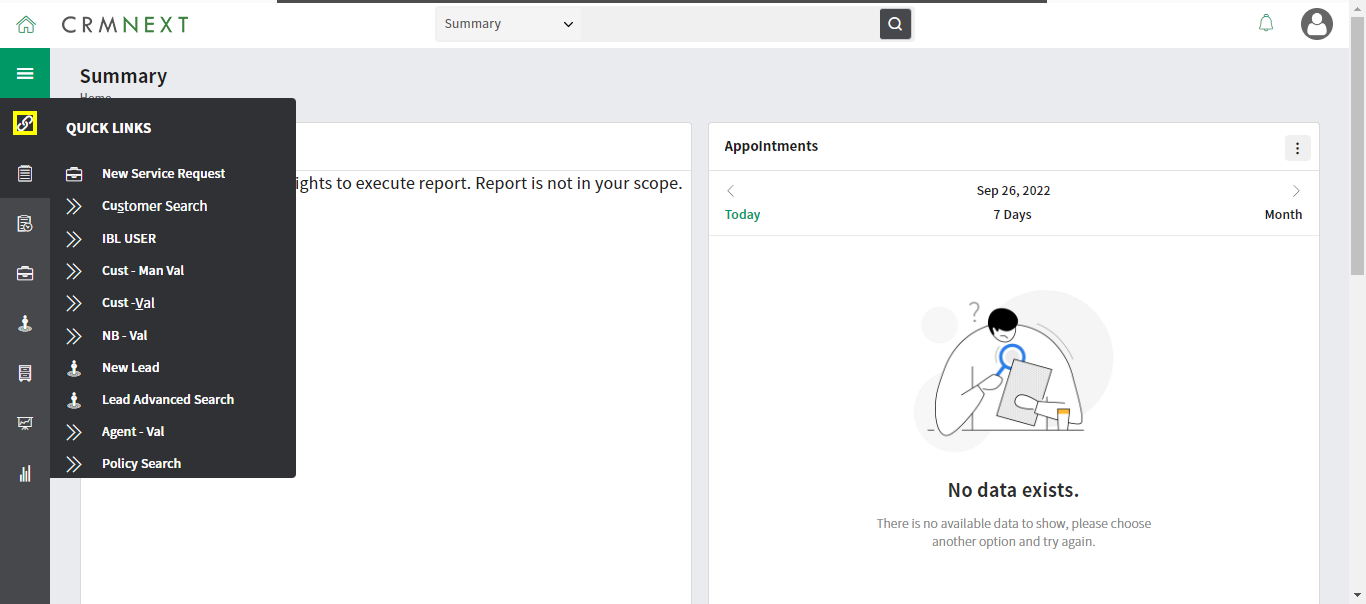 CRMNEXT
Summary
Summary
Home
QUICK LINKS
New Service Request
Customer Search
IBL USER
Cust - Man Val
Cust -Val
NB - Val
New Lead
Lead Advanced Search
Agent - Val
Policy Search
ights to execute report. Report is not in your scope.
Appointments
Sep 26, 2022
Today
7 Days
Month
?
No data exists.
There is no available data to show, please choose
another option and try again.